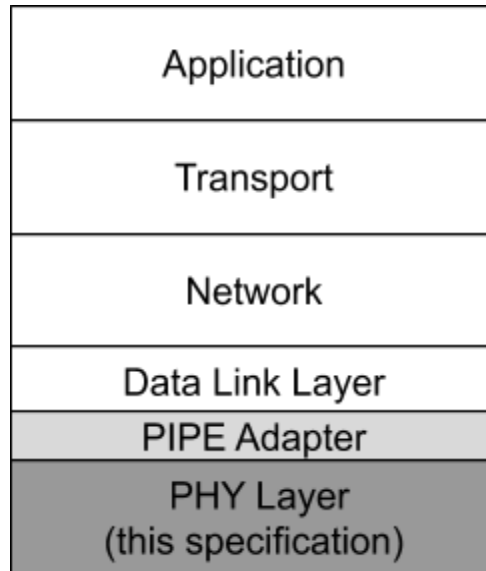 Application
Transport
Network
Data Link Layer
PIPE Adapter
PHY Layer
(this specification)